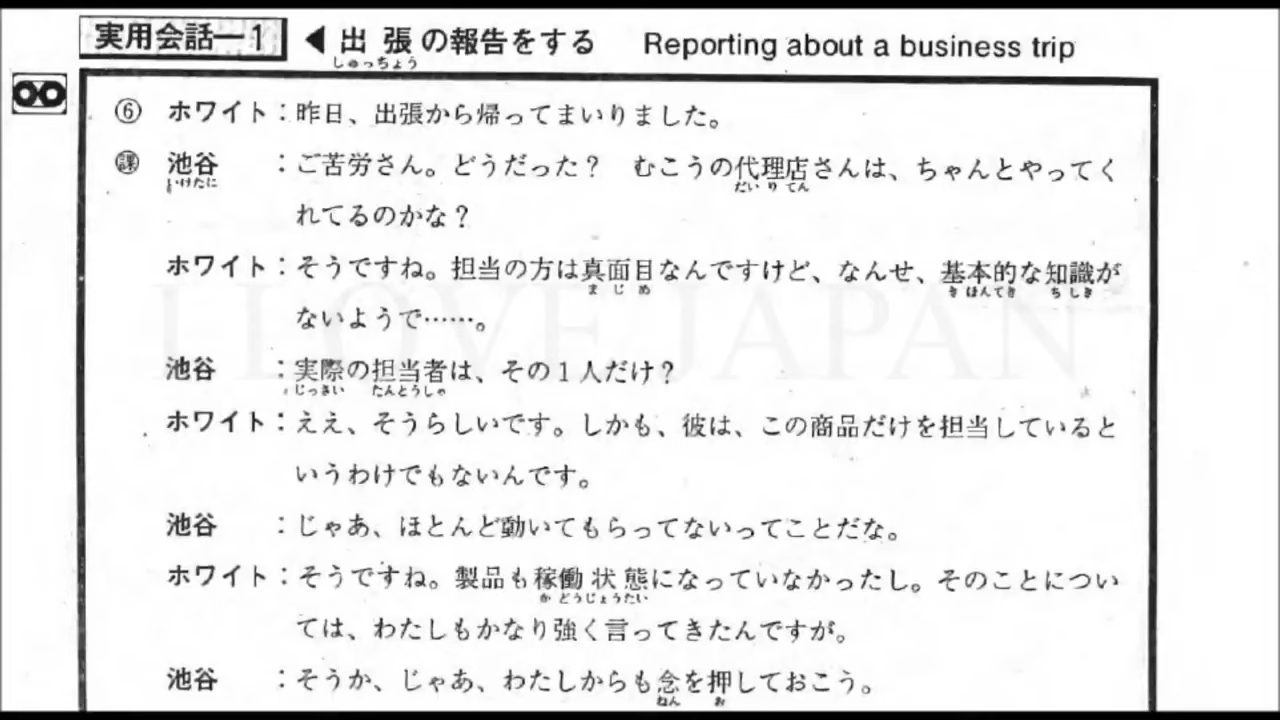 実用会話―1 ◀出張の報告をする Reporting about a business trip
しゅっちょう
⑥ ホワイト：昨日、出張から帰ってまいりました。
課 池谷：ご苦労さん。どうだった？ むこうの代理店さんは、ちゃんとやってく
いけたに だいりてん
れてるのかな？
ホワイト：そうですね。担当の方は真面目なんですけど、なんせ、基本的な知識が
まじめ きほんてき ちしき
ないようで……。
池谷：実際の担当者は、その１人だけ？
じっさい たんとうしゃ
ホワイト：ええ、そうらしいです。しかも、彼は、この商品だけを担当していると
いうわけでもないんです。
池谷：じゃあ、ほとんど動いてもらってないってことだな。
ホワイト：そうですね。製品も稼働状態になっていなかったし。そのことについ
かどうじょうたい
ては、わたしもかなり強く言ってきたんですが。
池谷：そうか、じゃあ、わたしからも念を押しておこう。
ねん お
I LOVE JAPAN